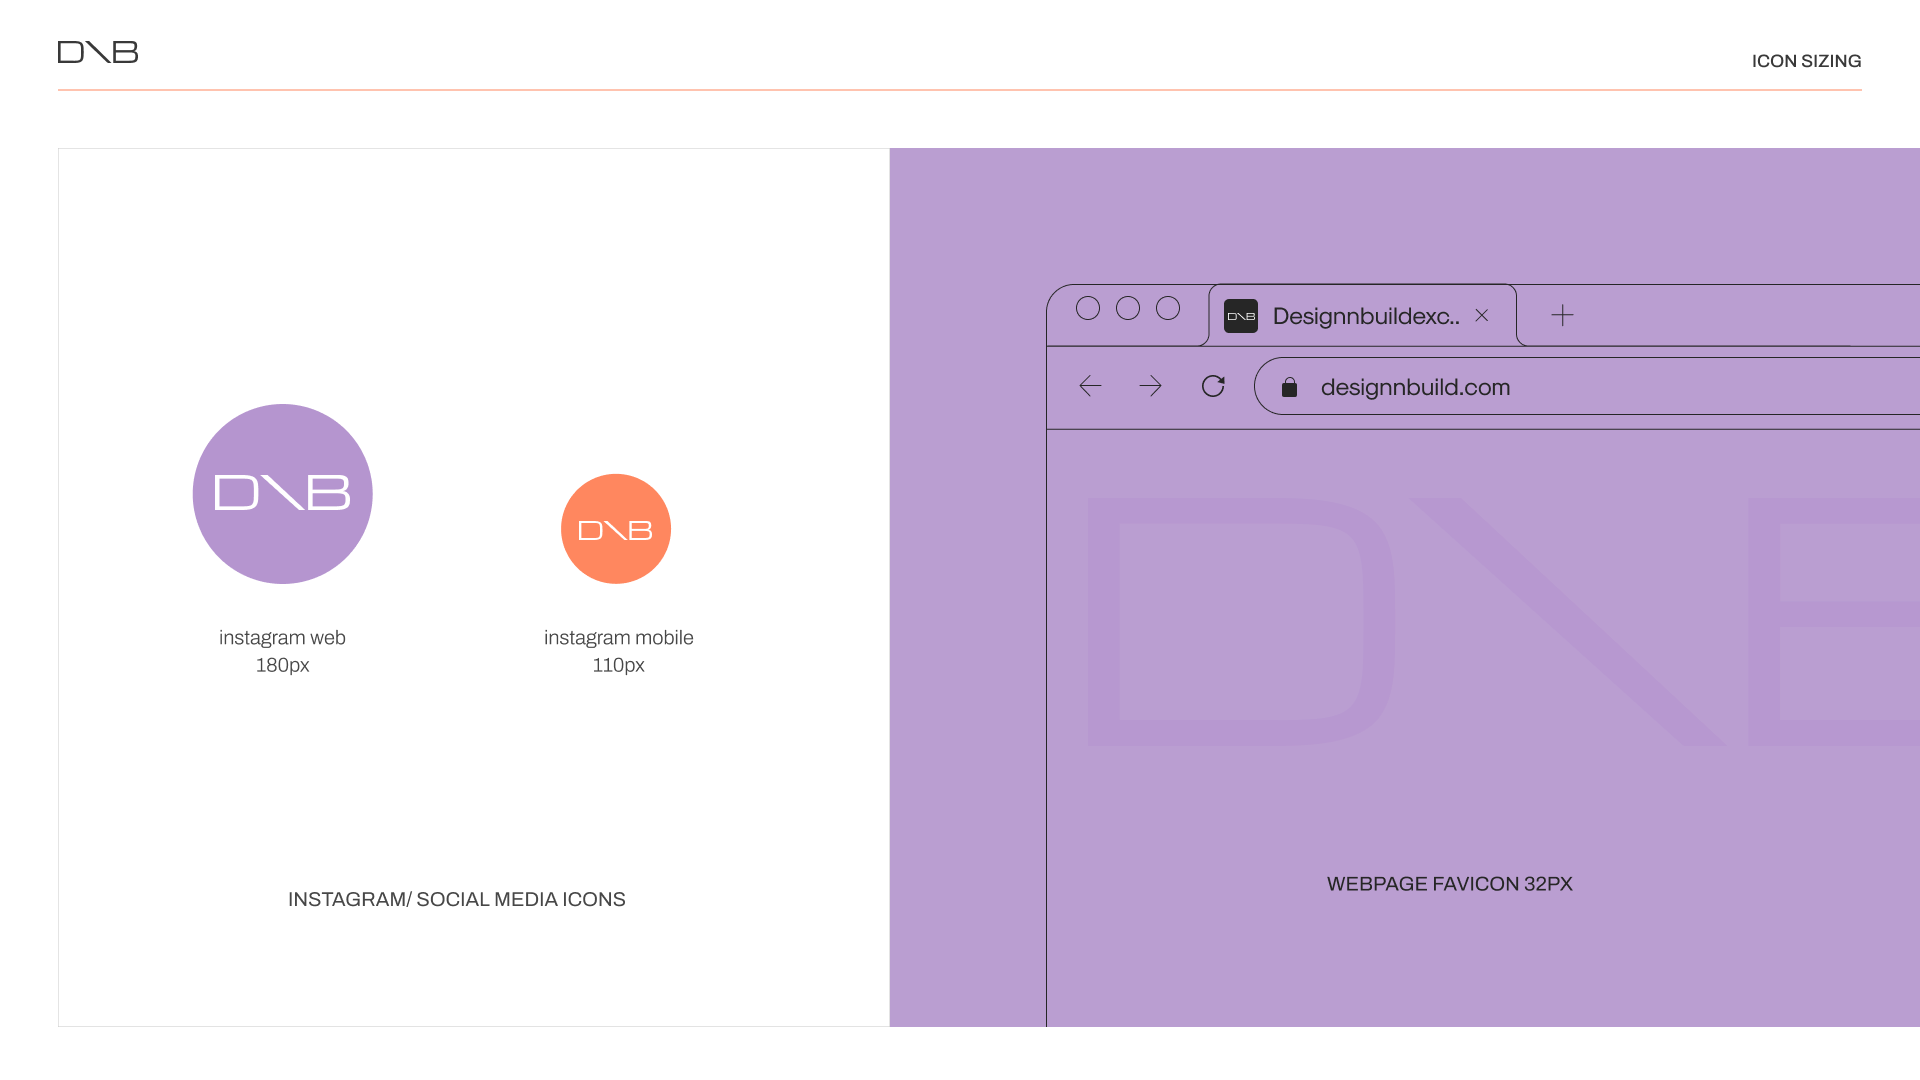 D\B
ICON SIZING
D\B
D\B
instagram web
180px
instagram mobile
110px
INSTAGRAM/ SOCIAL MEDIA ICONS
D\B
Designnbuildexc..
designnbuild.com
D\B
WEBPAGE FAVICON 32PX